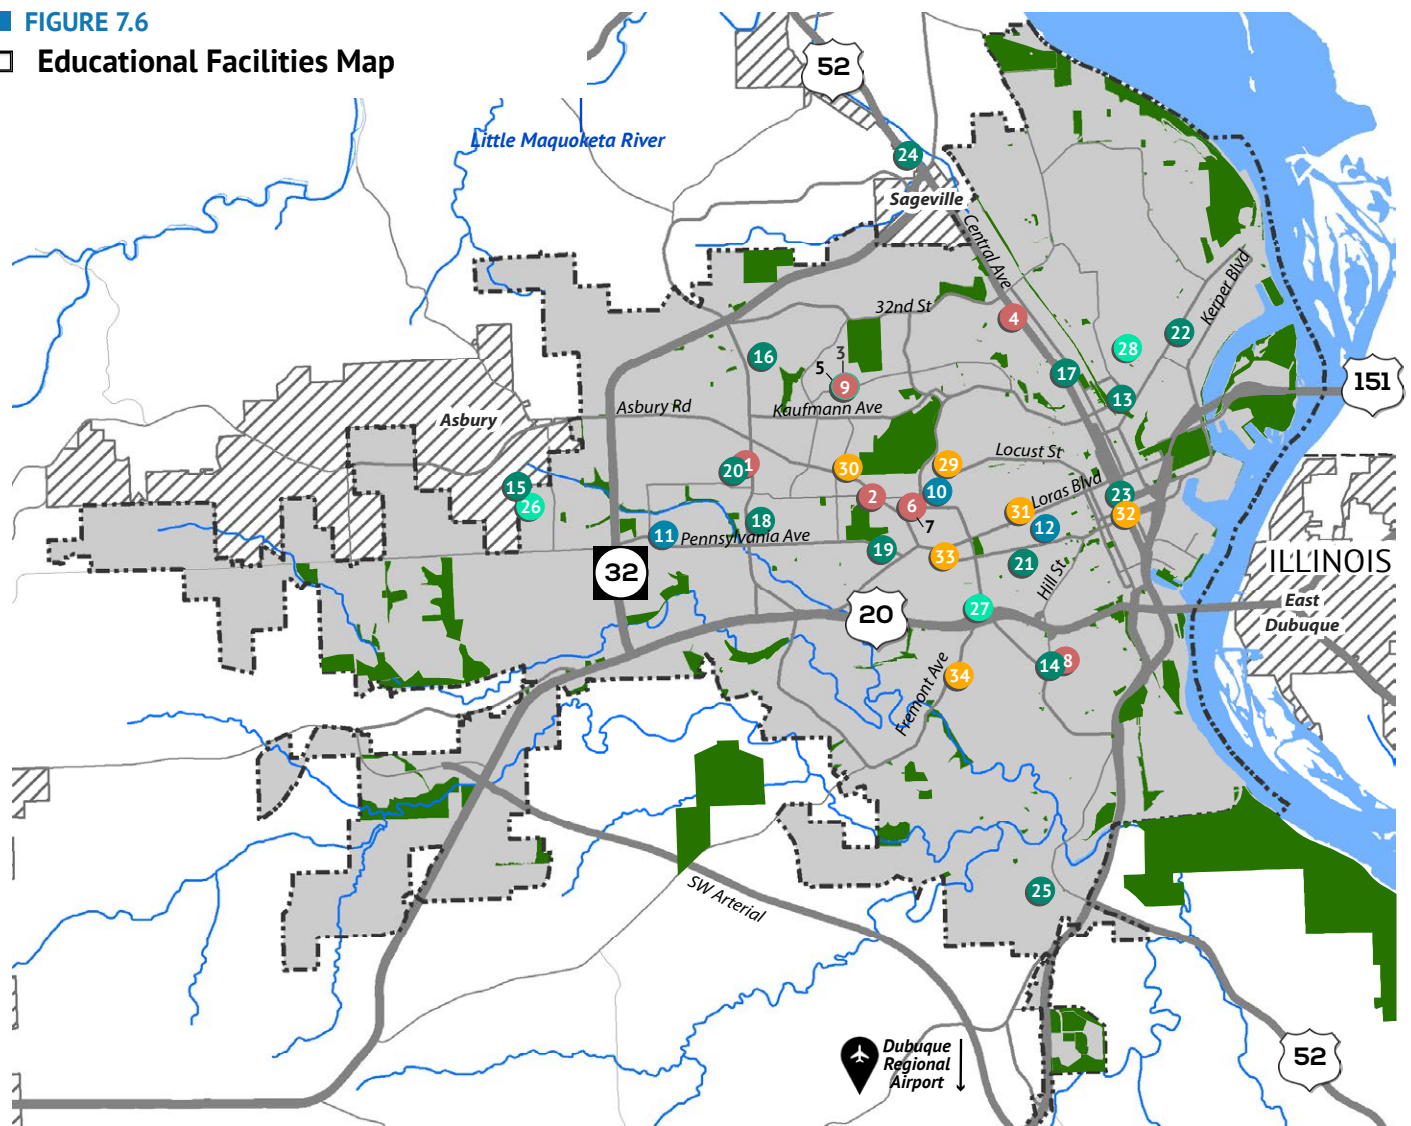 FIGURE 7.6
Educational Facilities Map
52
Little Maquoketa River
24
Sageville
Central Ave
Kerper Blvd
32nd St
4
22
28
16
3
5
9
17
151
13
Asbury Rd
Kaufmann Ave
Asbury
Locust St
20
1
30
29
15
26
2
10
Loras Blvd
23
6
31
32
7
12
18
11
Pennsylvania Ave
19
33
21
Hill St
ILLINOIS
32
East
Dubuque
27
20
14
8
Fremont Ave
34
SW Arterial
25
Dubuque
Regional
Airport
52